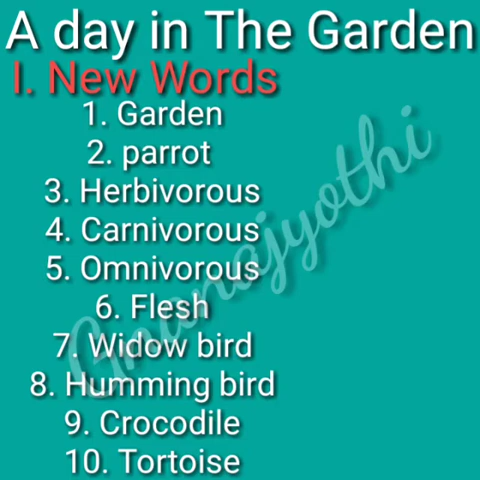 A day in The Garden
I. New Words
1. Garden
2. parrot
3. Herbivorous
4. Carnivorous
5. Omnivorous
6. Flesh
7. Widow bird
8. Humming bird
9. Crocodile
10. Tortoise
Gnanajyothi